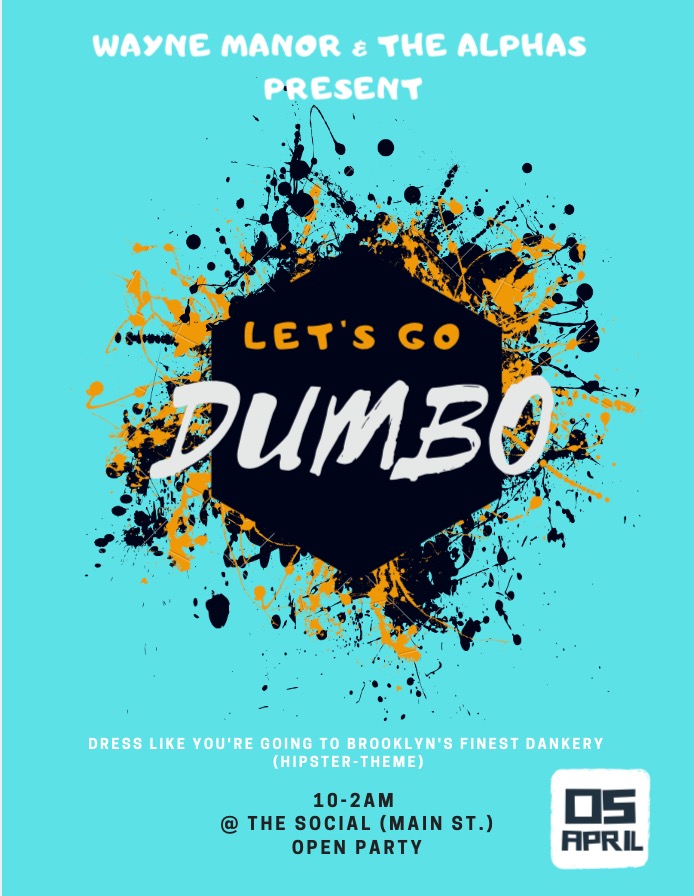 WAYNE MANOR & THE ALPHAS
PRESENT
LET'S GO
DUMBO
DRESS LIKE YOU'RE GOING TO BROOKLYN'S FINEST DANKERY
(HIPSTER-THEME)
10-2AM
@ THE SOCIAL (MAIN ST.)
OPEN PARTY
05
APRIL